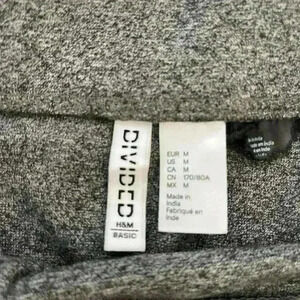 DIVIDED
H&M
BASIC
EUR M
US M
CA M
CN 170/80A
MX M
Made in
India
Fabriqué en
Inde